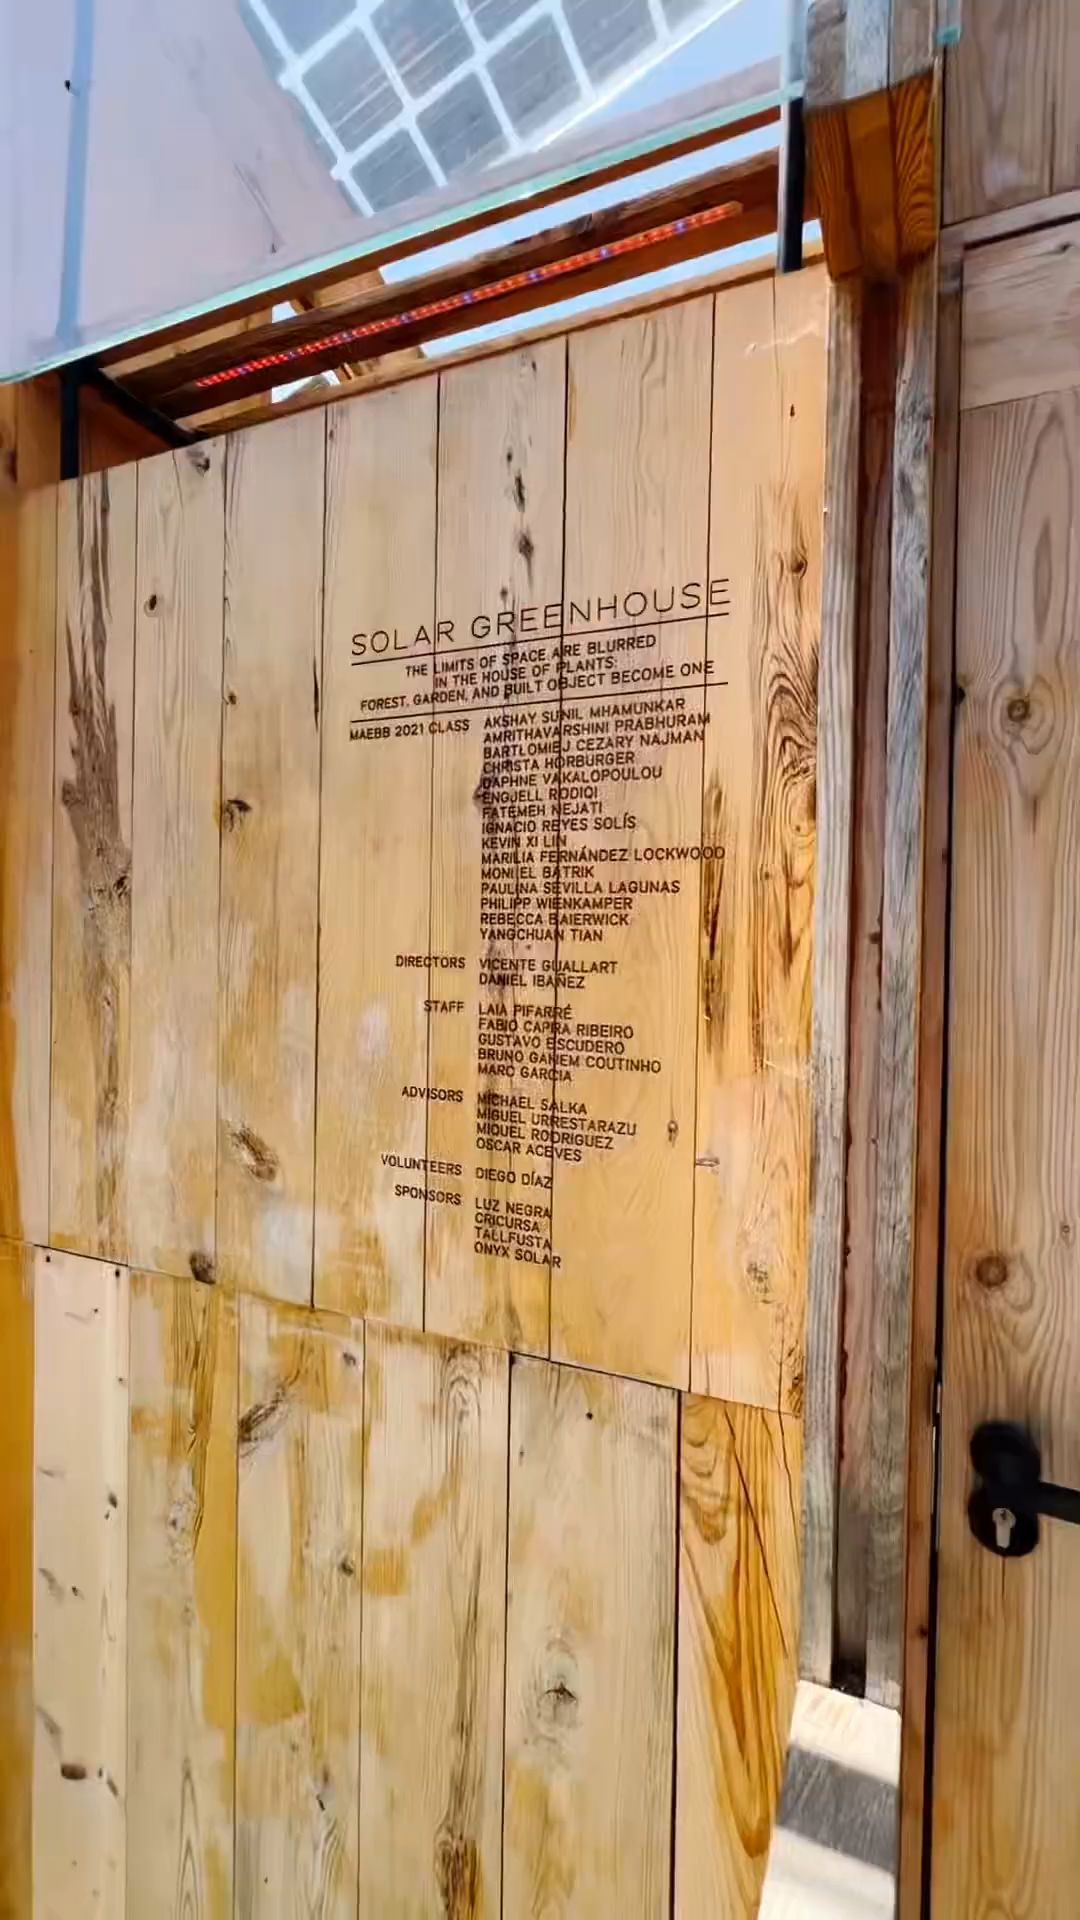 SOLAR GREENHOUSE
THE LIMITS OF SPACE ARE BLURRED
IN THE HOUSE OF PLANTS:
FOREST, GARDEN, AND BUILT OBJECT BECOME ONE
MAEBB 2021 CLASS AKSHAY SUNIL MHAMUNKAR
AMRITHAVARSHINI PRABHURAM
BARTŁOMIEJ CEZARY NAJMAN
CHRISTA HORBURGER
DAPHNE VAKALOPOULOU
ENGJELL RODIQI
FATEMEH NEJATI
IGNACIO REYES SOLÍS
KEVIN XI LIN
MARILIA FERNÁNDEZ LOCKWOOD
BATRIK
PAULINA SEVILLA LAGUNAS
PHILIPP WIENKAMPER
REBECCA BAIERWICK
YANGCHUAN TIAN
DIRECTORS VICENTE GUALLART
DANIEL IBAÑEZ
STAFF LAIA PIFARRÉ
FABIO CAPRA RIBEIRO
GUSTAVO ESCUDERO
BRUNO GANEM COUTINHO
MARC GARCIA
ADVISORS MICHAEL SALKA
MIGUEL URRESTARAZU
MIQUEL RODRIGUEZ
OSCAR ACEVES
VOLUNTEERS DIEGO DÍAZ
SPONSORS LUZ NEGRA
CRICURSA
TALLFUSTA
ONYX SOLAR